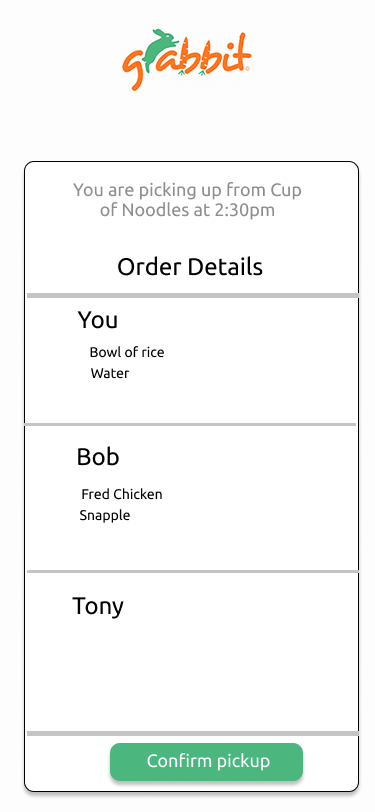 grabbit
You are picking up from Cup
of Noodles at 2:30pm
Order Details
You
Bowl of rice
Water
Bob
Fred Chicken
Snapple
Tony
Confirm pickup